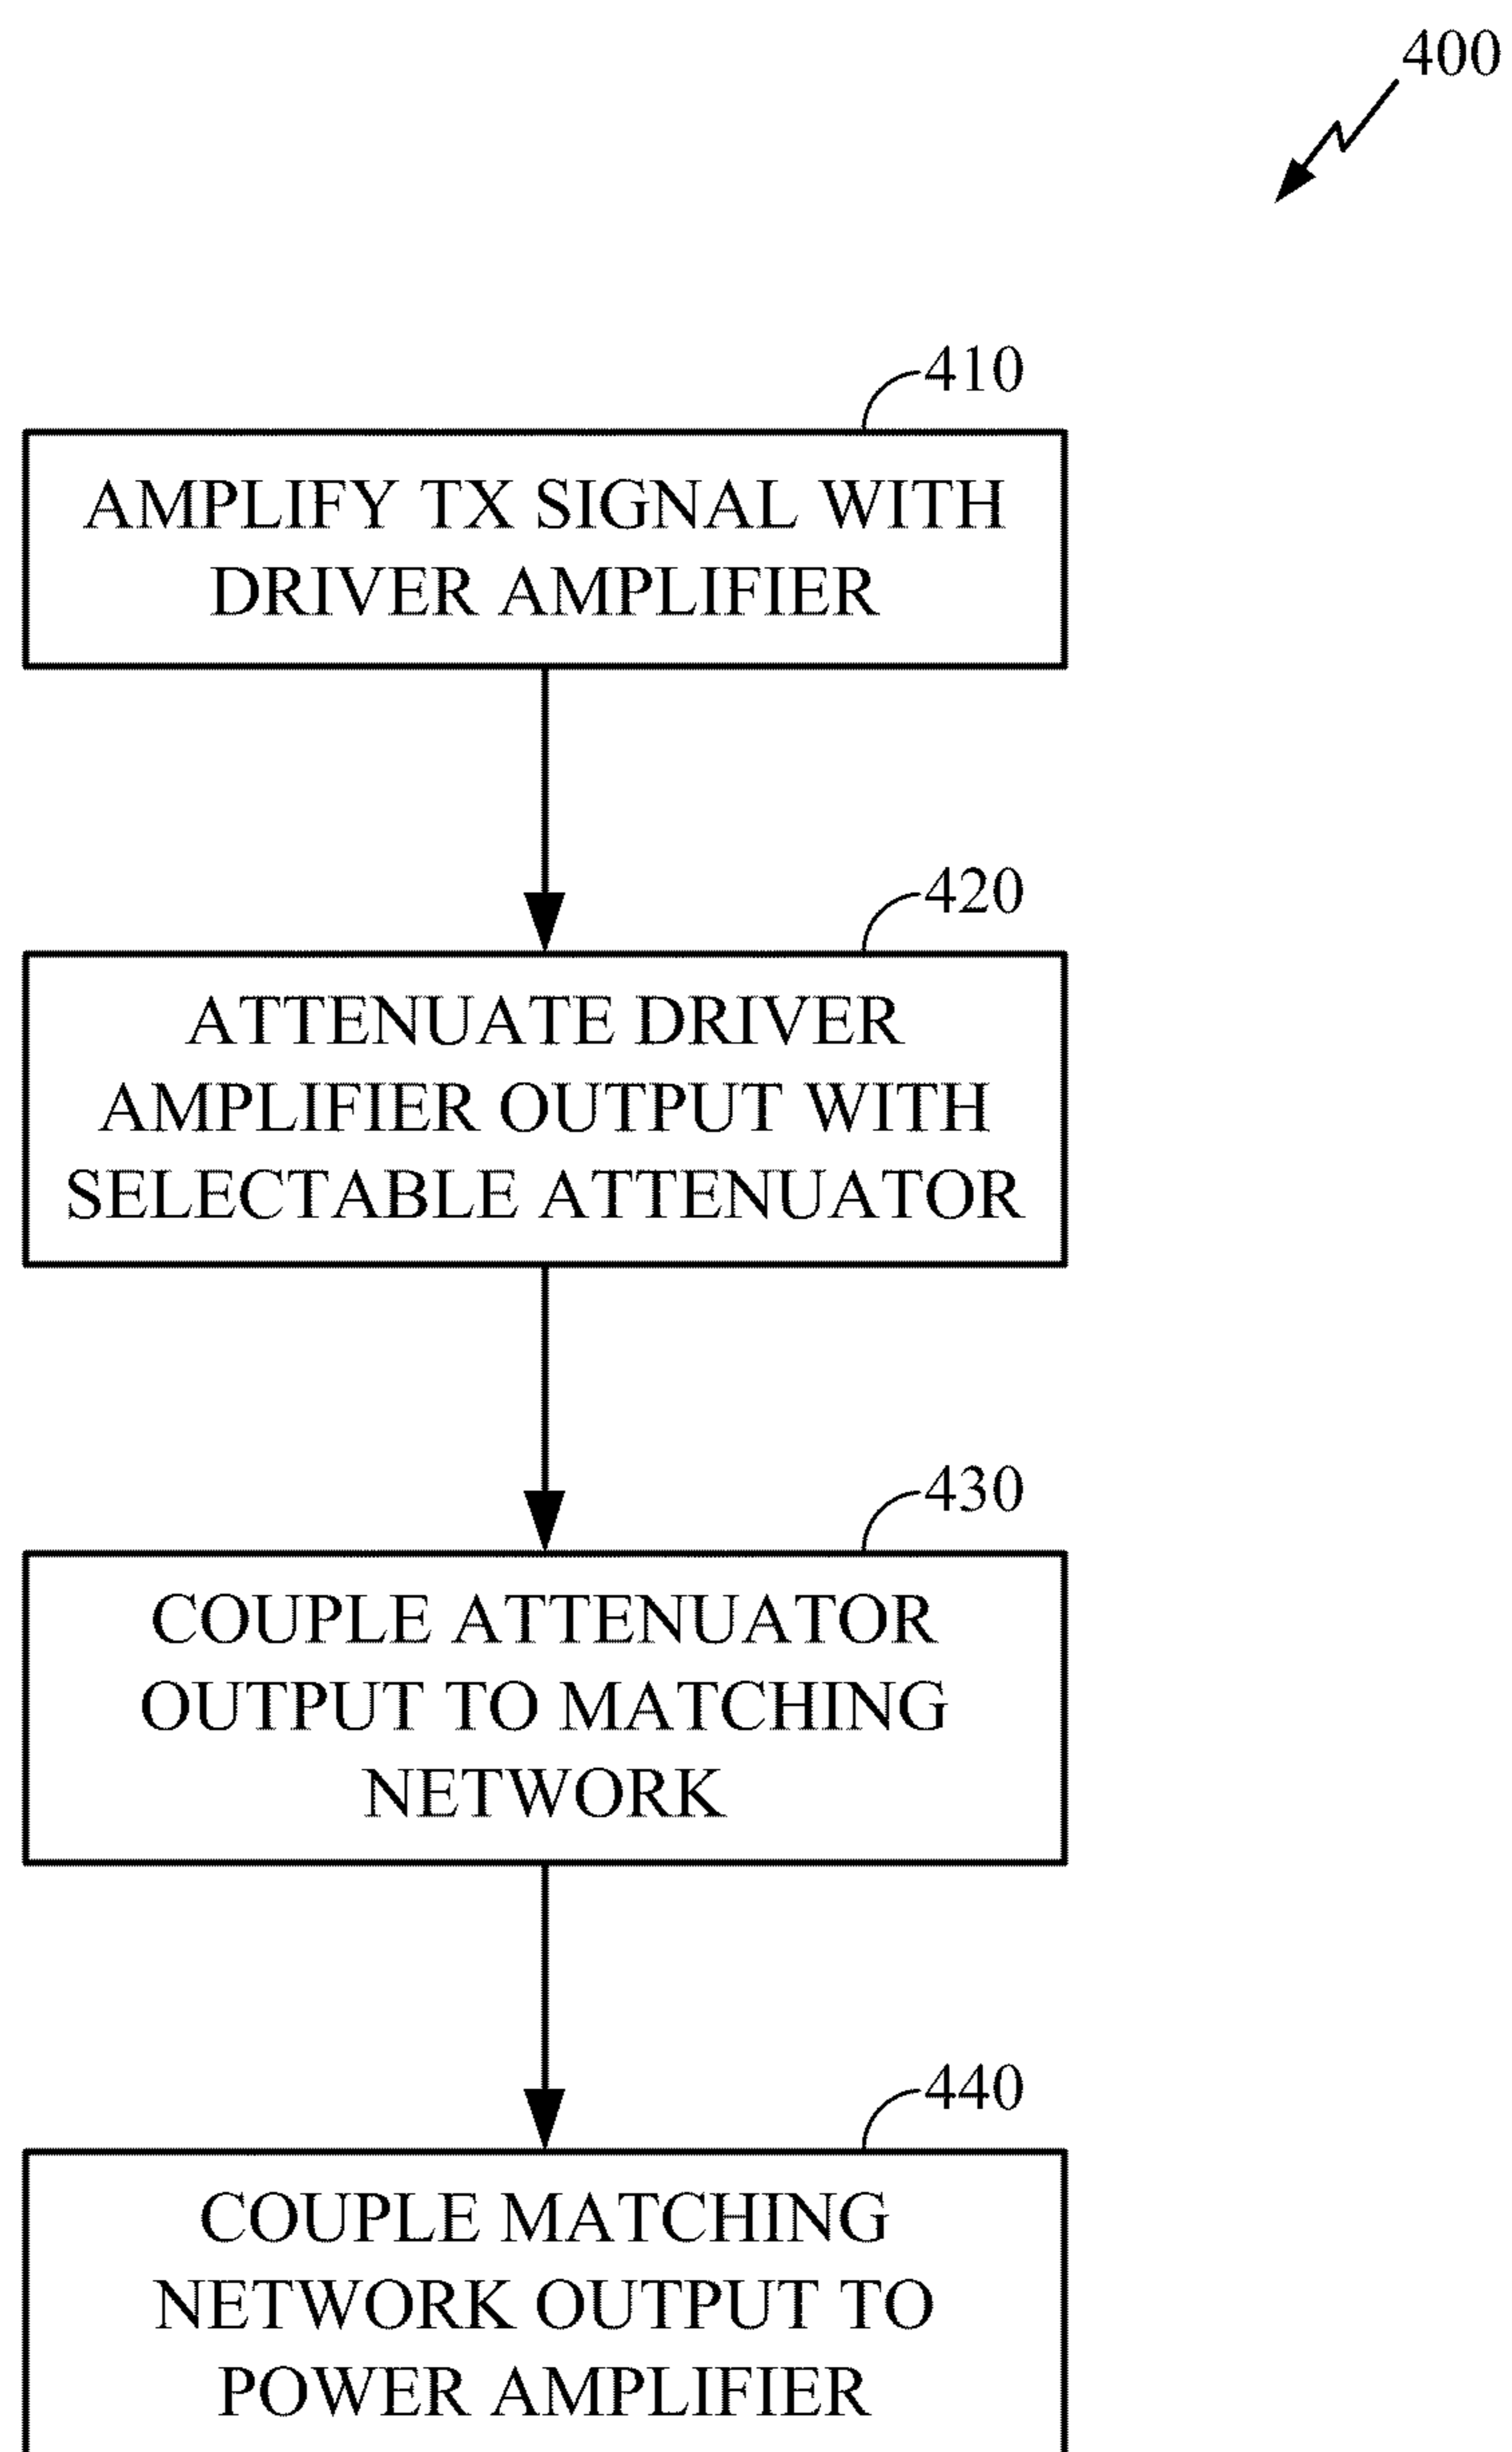 400
410
AMPLIFY TX SIGNAL WITH
DRIVER AMPLIFIER
420
ATTENUATE DRIVER
AMPLIFIER OUTPUT WITH
SELECTABLE ATTENUATOR
430
COUPLE ATTENUATOR
OUTPUT TO MATCHING
NETWORK
440
COUPLE MATCHING
NETWORK OUTPUT TO
POWER AMPLIFIER